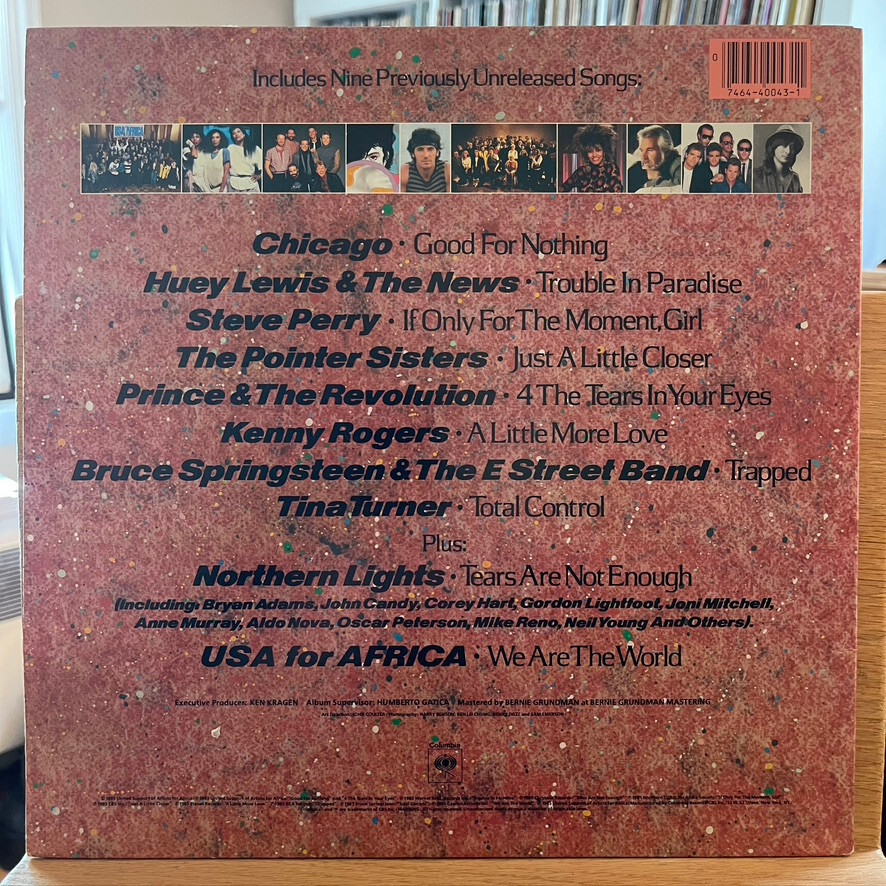 Includes Nine Previously Unreleased Songs:
0
7464-40043-1
USA for AFRICA
Chicago · Good For Nothing
Huey Lewis & The News · Trouble In Paradise
Steve Perry · If Only For The Moment, Girl
The Pointer Sisters · Just A Little Closer
Prince & The Revolution · 4 The Tears In Your Eyes
Kenny Rogers · A Little More Love
Bruce Springsteen & The E Street Band · Trapped
Tina Turner · Total Control
Plus:
Northern Lights · Tears Are Not Enough
(Including: Bryan Adams, John Candy, Corey Hart, Gordon Lightfoot, Joni Mitchell,
Anne Murray, Aldo Nova, Oscar Peterson, Mike Reno, Neil Young And Others).
USA for AFRICA · We Are The World
Executive Producer: KEN KRAGEN Album Supervisor: HUMBERTO GATICA Mastered by BERNIE GRUNDMAN at BERNIE GRUNDMAN MASTERING
Columbia